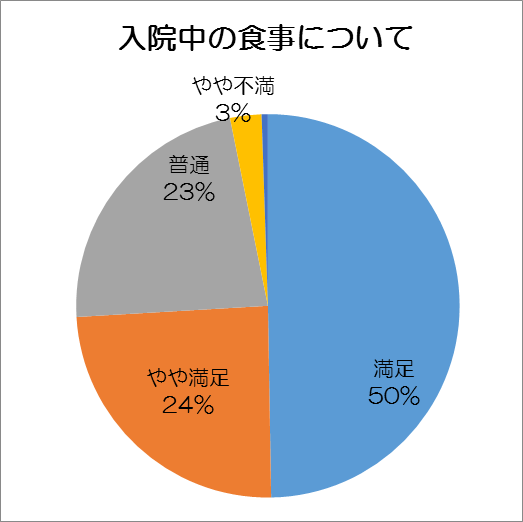 入院中の食事について
やや不満
3%
普通
23%
満足
50%
やや満足
24%